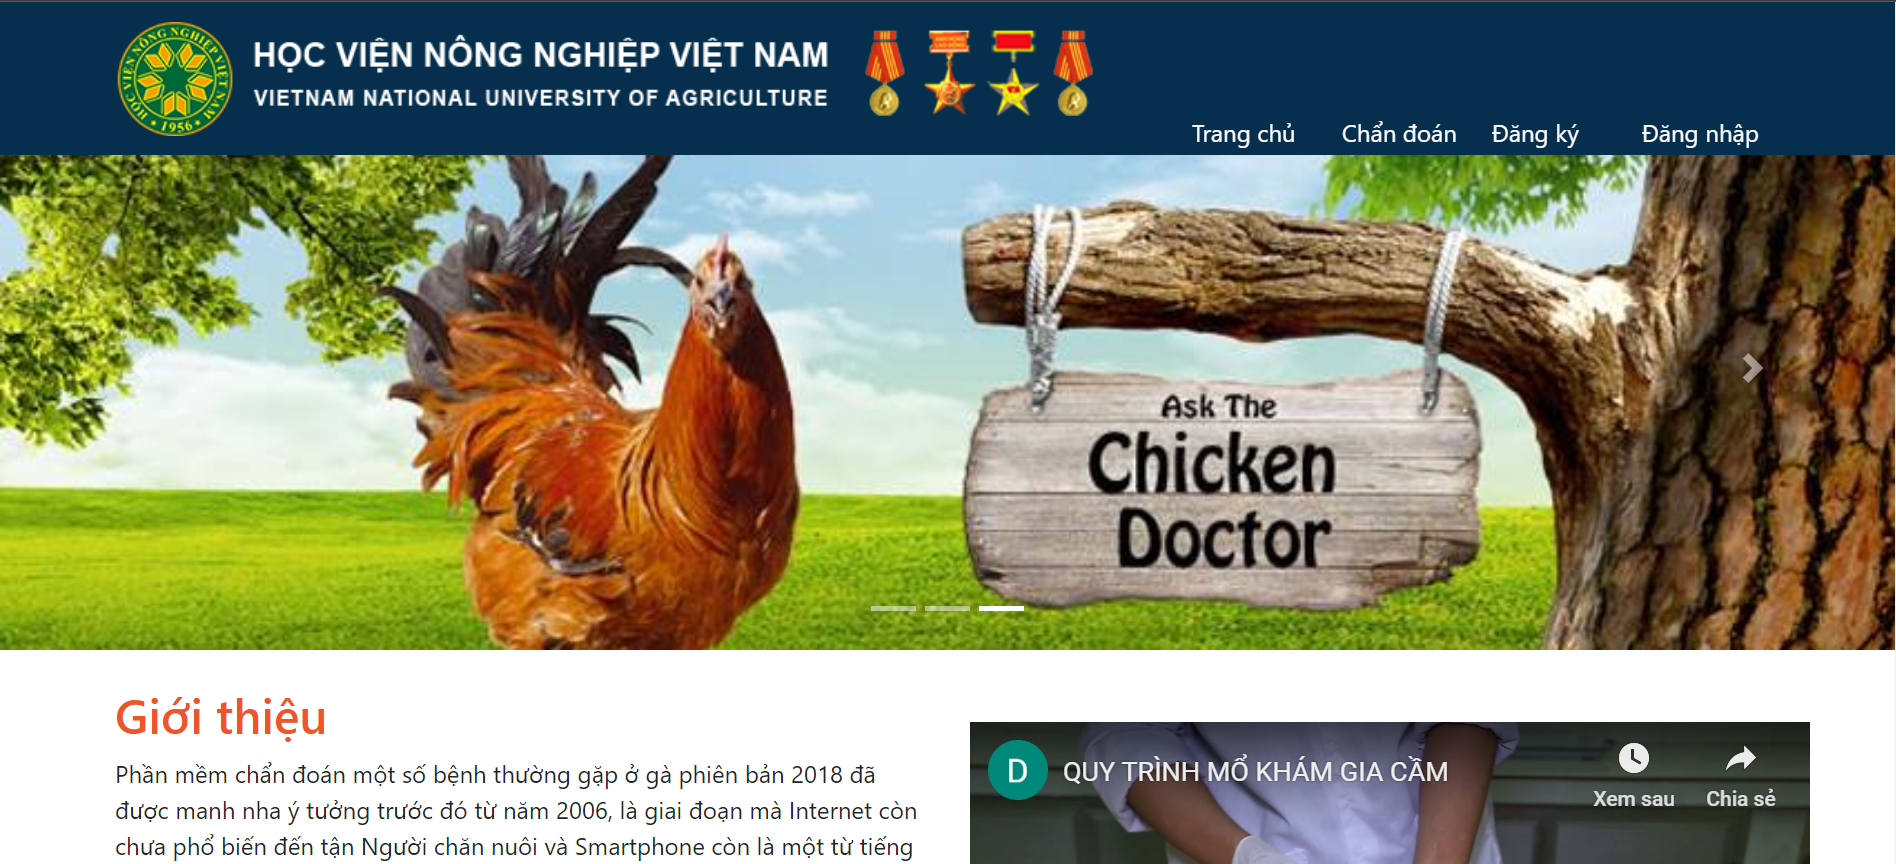 HỌC VIỆN NÔNG NGHIỆP VIỆT NAM
VIETNAM NATIONAL UNIVERSITY OF AGRICULTURE
HỌC VIỆN NÔNG NGHIỆP VIỆT NAM
★ 1956 ★
Trang chủ Chẩn đoán Đăng ký Đăng nhập
Ask The
Chicken
Doctor
Giới thiệu
Phần mềm chẩn đoán một số bệnh thường gặp ở gà phiên bản 2018 đã
được manh nha ý tưởng trước đó từ năm 2006, là giai đoạn mà Internet còn
chưa phổ biến đến tận Người chăn nuôi và Smartphone còn là một từ tiếng
D QUY TRÌNH MỔ KHÁM GIA CẦM
Xem sau Chia sẻ